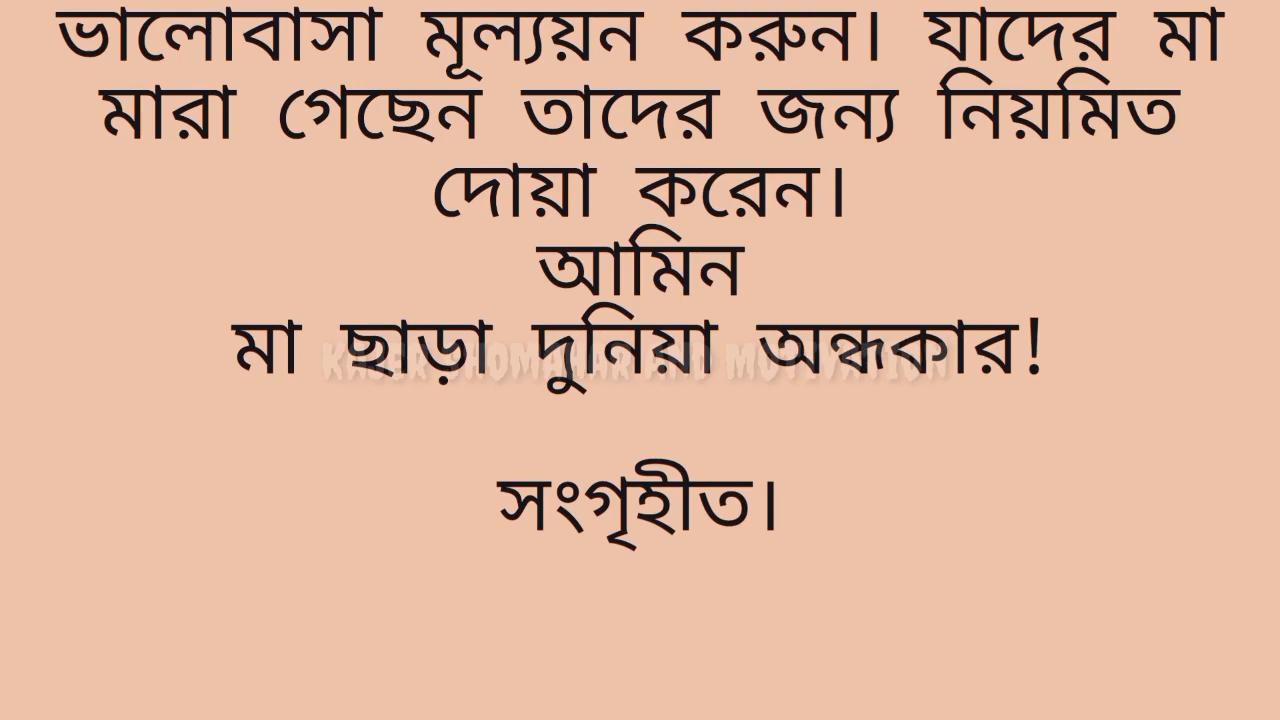 ভালোবাসা মূল্যয়ন করুন। যাদের মা
মারা গেছেন তাদের জন্য নিয়মিত
দোয়া করেন।
আমিন
মা ছাড়া দুনিয়া অন্ধকার!
সংগৃহীত।